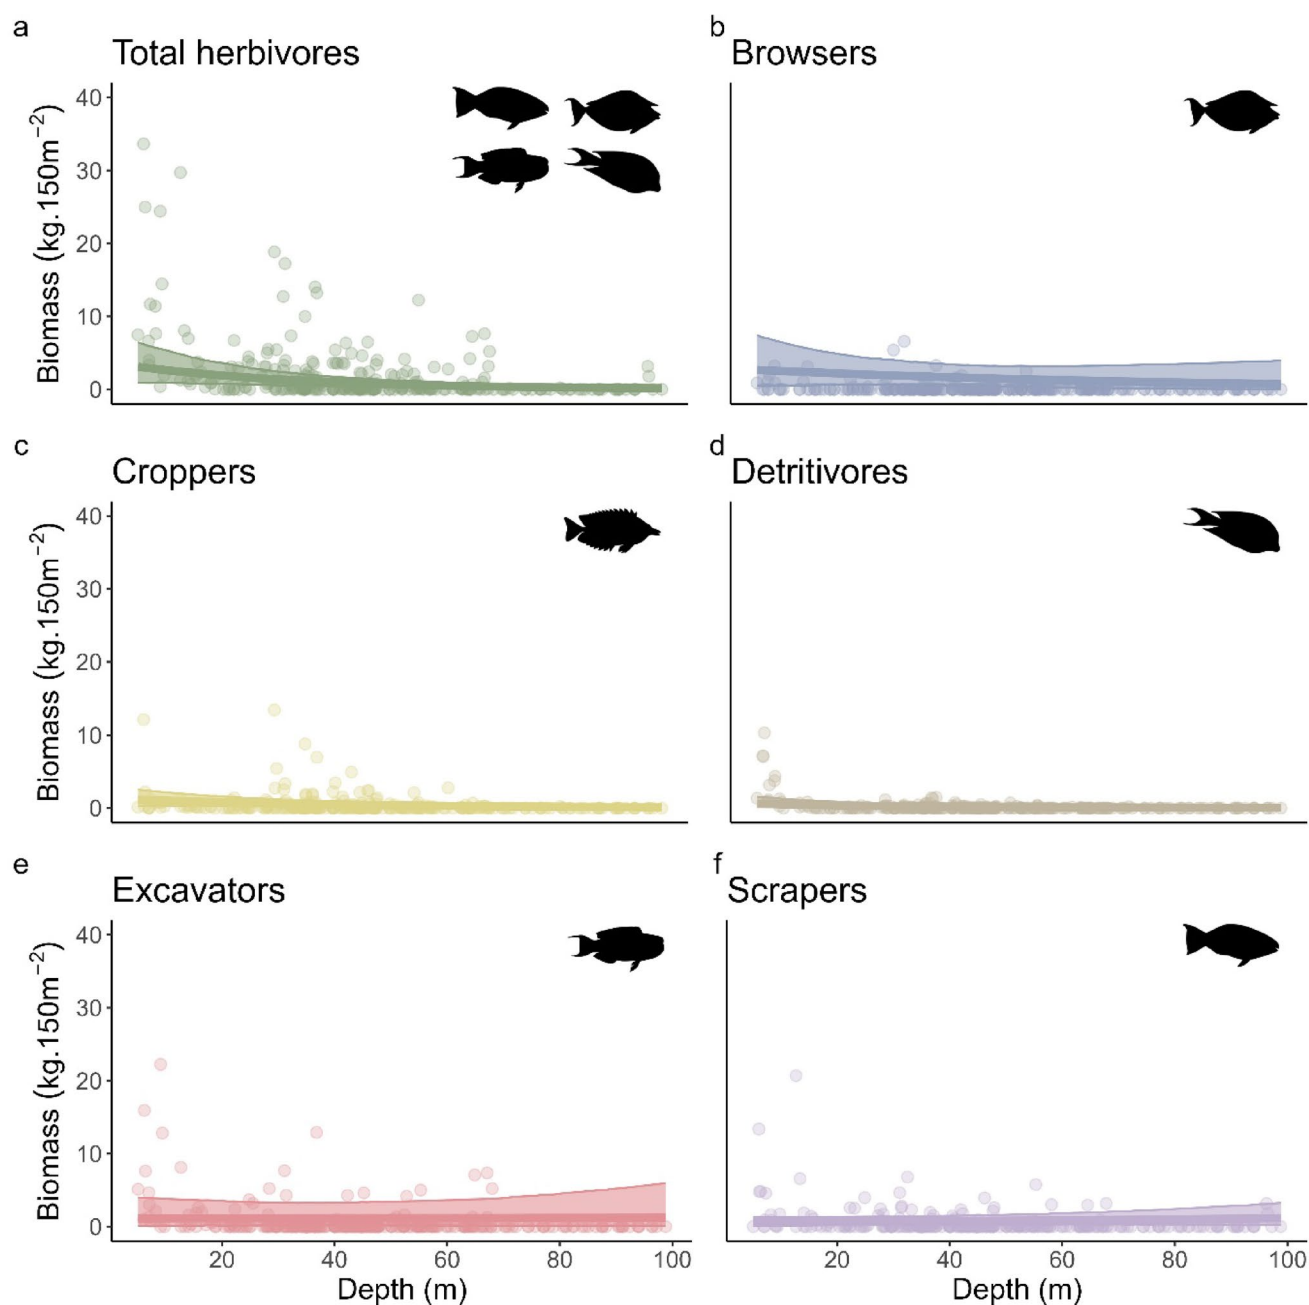 a
Total herbivores
b
Browsers
Biomass (kg.150m⁻²)
40
30
20
10
0
c
Croppers
d
Detritivores
Biomass (kg.150m⁻²)
40
30
20
10
0
e
Excavators
f
Scrapers
Biomass (kg.150m⁻²)
40
30
20
10
0
20 40 60 80 100
20 40 60 80 100
Depth (m)
Depth (m)